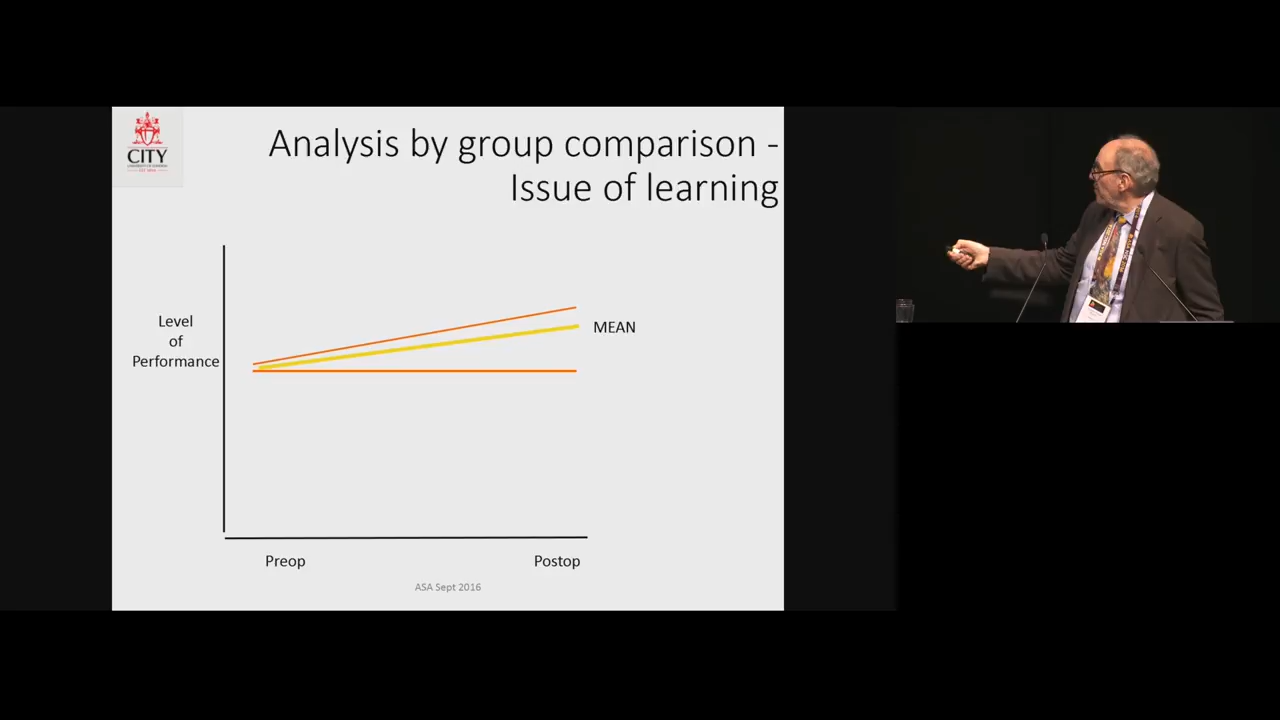 CITY
Analysis by group comparison -
Issue of learning
Level
of
Performance
MEAN
Preop
Postop
ASA Sept 2016